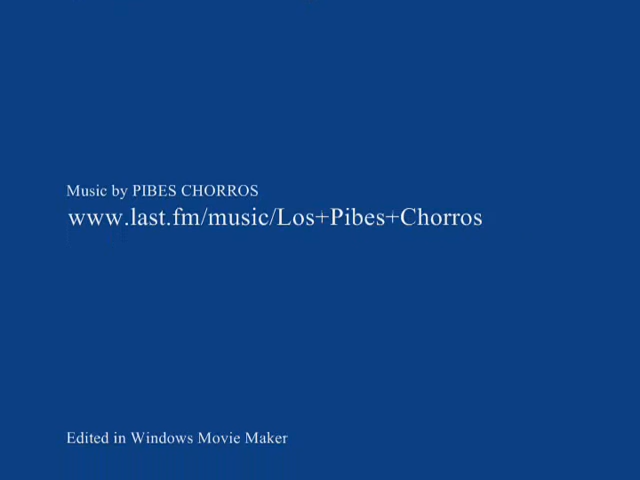 Music by PIBES CHORROS
www.last.fm/music/Los+Pibes+Chorros
Edited in Windows Movie Maker